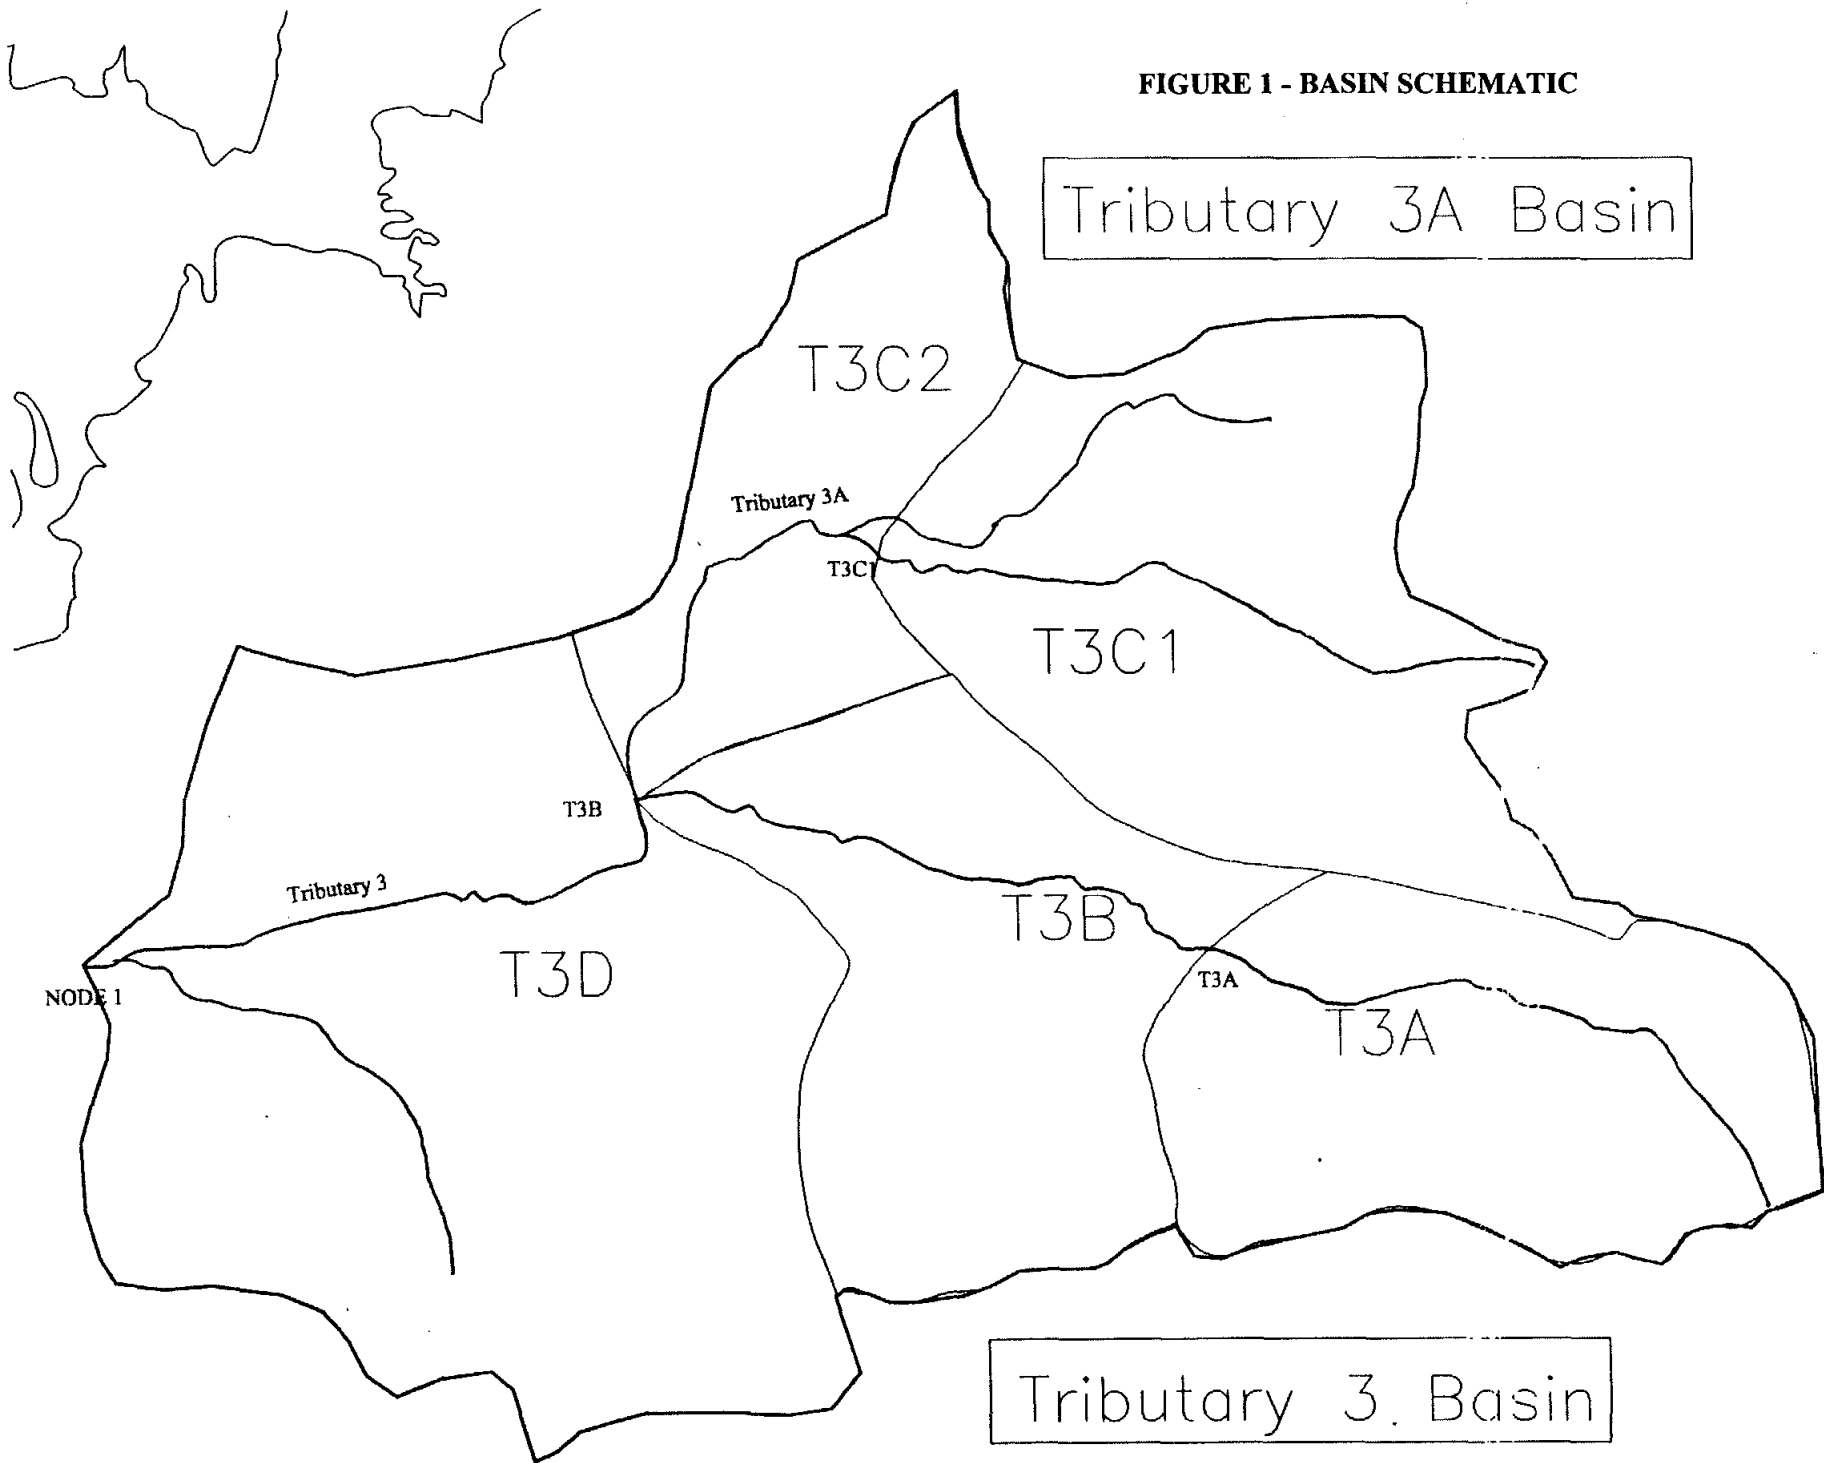 FIGURE 1 - BASIN SCHEMATIC
Tributary 3A Basin
T3C2
Tributary 3A
T3C1
T3C1
T3B
Tributary 3
T3B
T3D
T3A
NODE 1
T3A
Tributary 3. Basin